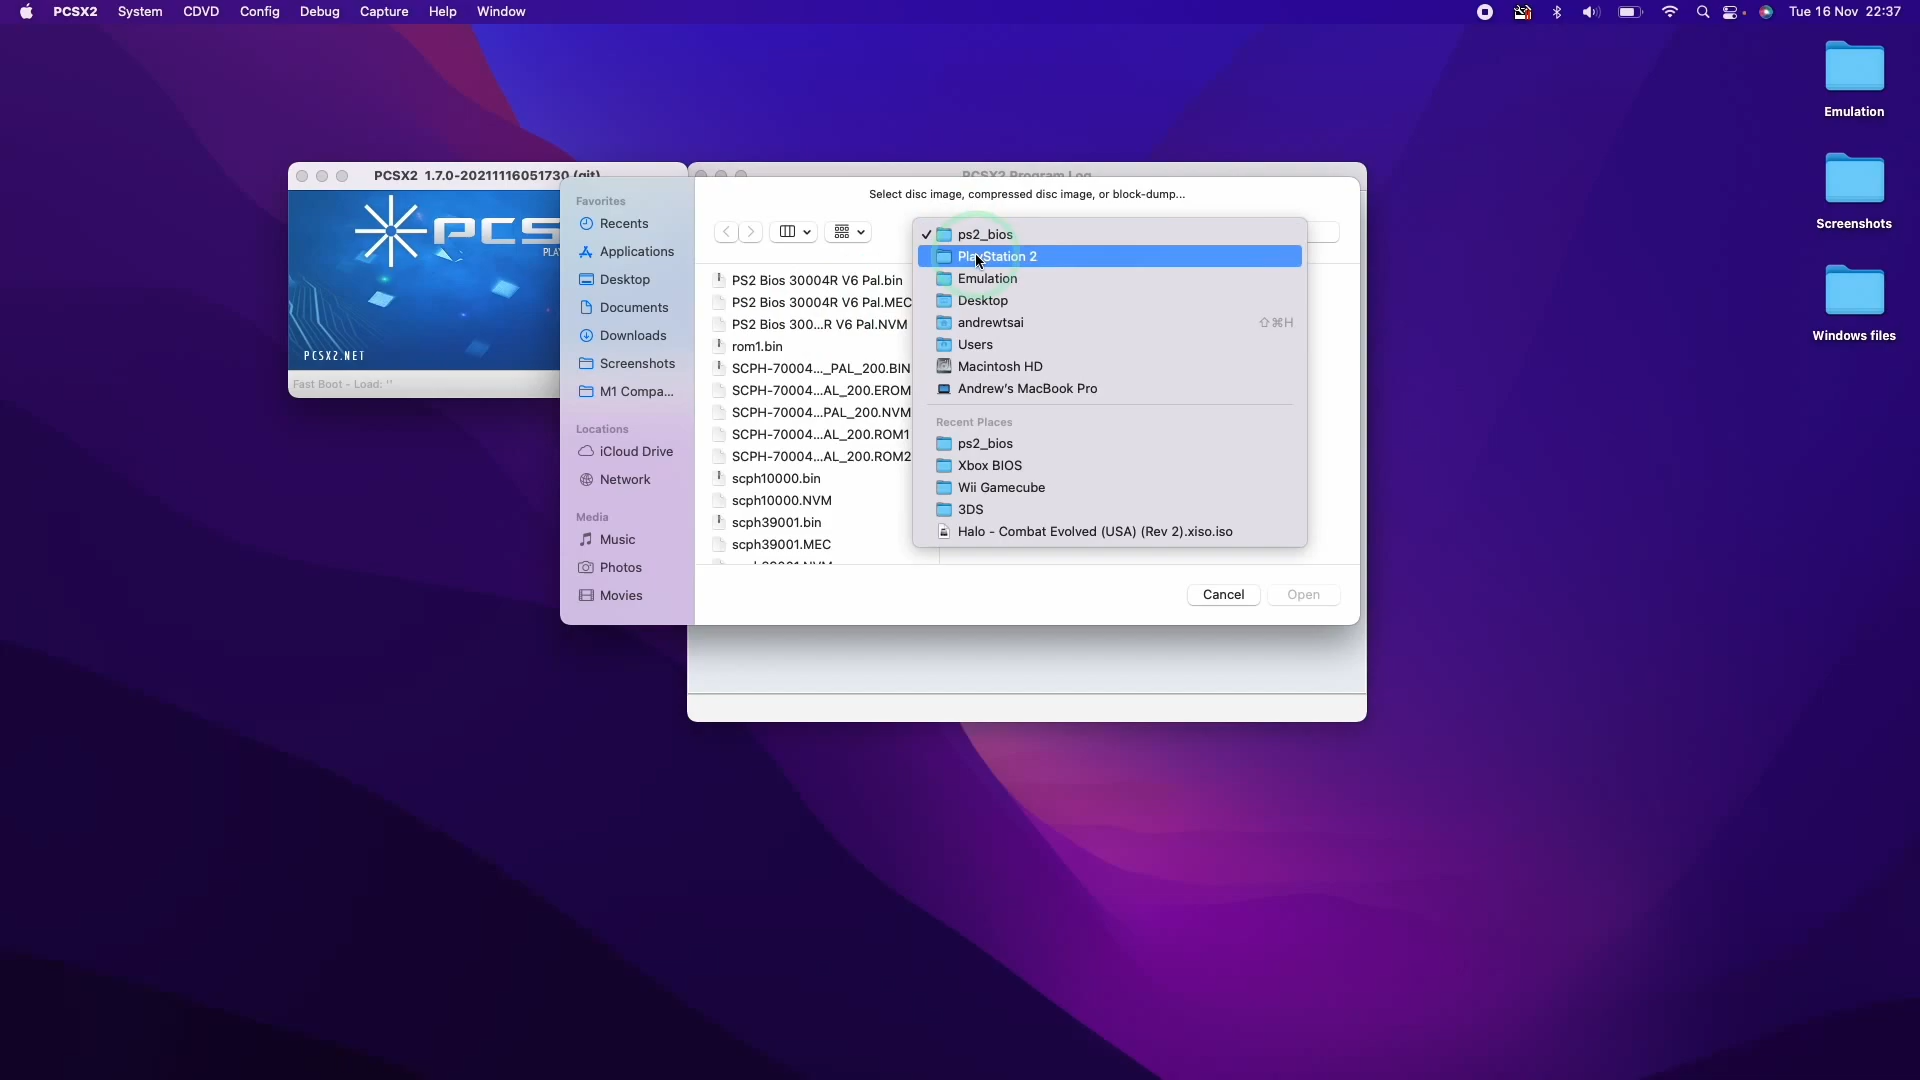 PCSX2 System CDVD Config Debug Capture Help Window
Tue 16 Nov 22:37
Emulation
Screenshots
Windows files
PCSX2 1.7.0-20211116051730 (git)
PCSX2 Program Log
PCS
PLA
PCSX2.NET
Fast Boot - Load: ''
Favorites
Recents
Applications
Desktop
Documents
Downloads
Screenshots
M1 Compa...
Locations
iCloud Drive
Network
Media
Music
Photos
Movies
Select disc image, compressed disc image, or block-dump...
PS2 Bios 30004R V6 Pal.bin
PS2 Bios 30004R V6 Pal.MEC
PS2 Bios 300...R V6 Pal.NVM
rom1.bin
SCPH-70004..._PAL_200.BIN
SCPH-70004...AL_200.EROM
SCPH-70004...PAL_200.NVM
SCPH-70004...AL_200.ROM1
SCPH-70004...AL_200.ROM2
scph10000.bin
scph10000.NVM
scph39001.bin
scph39001.MEC
ps2_bios
PlayStation 2
Emulation
Desktop
andrewtsai ⇧⌘H
Users
Macintosh HD
Andrew's MacBook Pro
Recent Places
ps2_bios
Xbox BIOS
Wii Gamecube
3DS
Halo - Combat Evolved (USA) (Rev 2).xiso.iso
Cancel Open